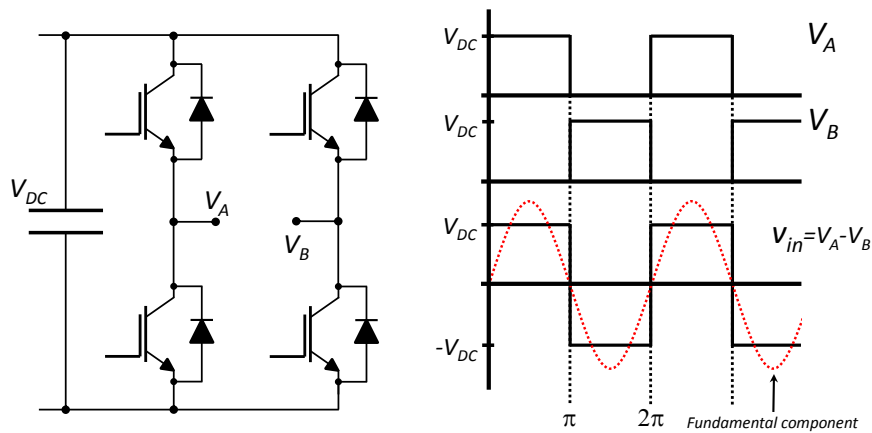 V_DC
V_A
V_B
V_DC
V_A
V_DC
V_B
V_DC
v_in=V_A-V_B
-V_DC
π
2π
Fundamental component